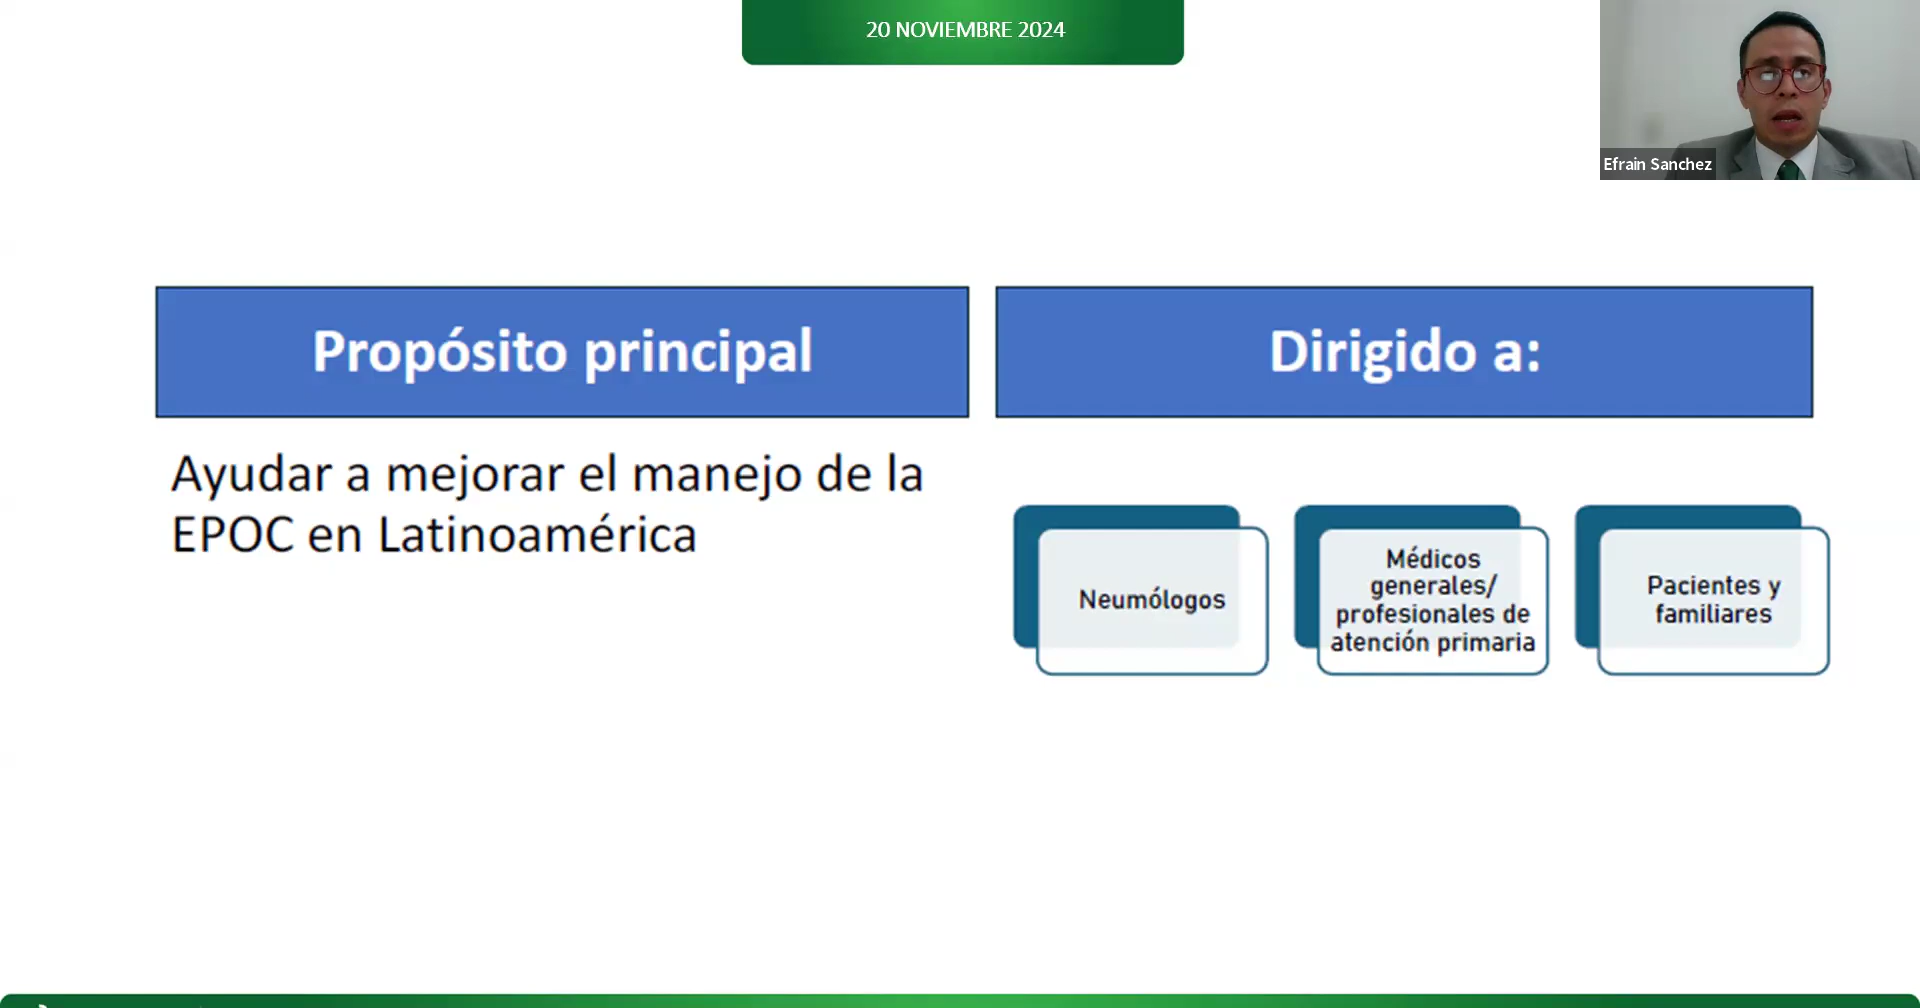 20 NOVIEMBRE 2024
Efrain Sanchez
Propósito principal
Ayudar a mejorar el manejo de la
EPOC en Latinoamérica
Dirigido a:
Neumólogos
Médicos
generales/
profesionales de
atención primaria
Pacientes y
familiares